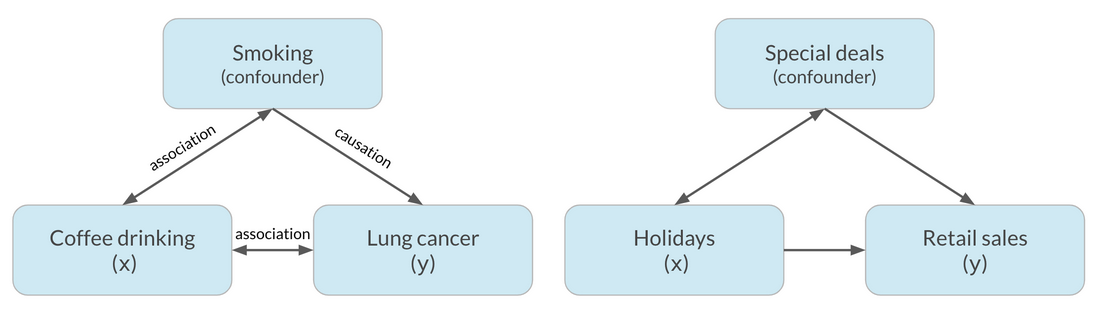 Smoking
(confounder)
association
causation
Coffee drinking
(x)
association
Lung cancer
(y)
Special deals
(confounder)
Holidays
(x)
Retail sales
(y)